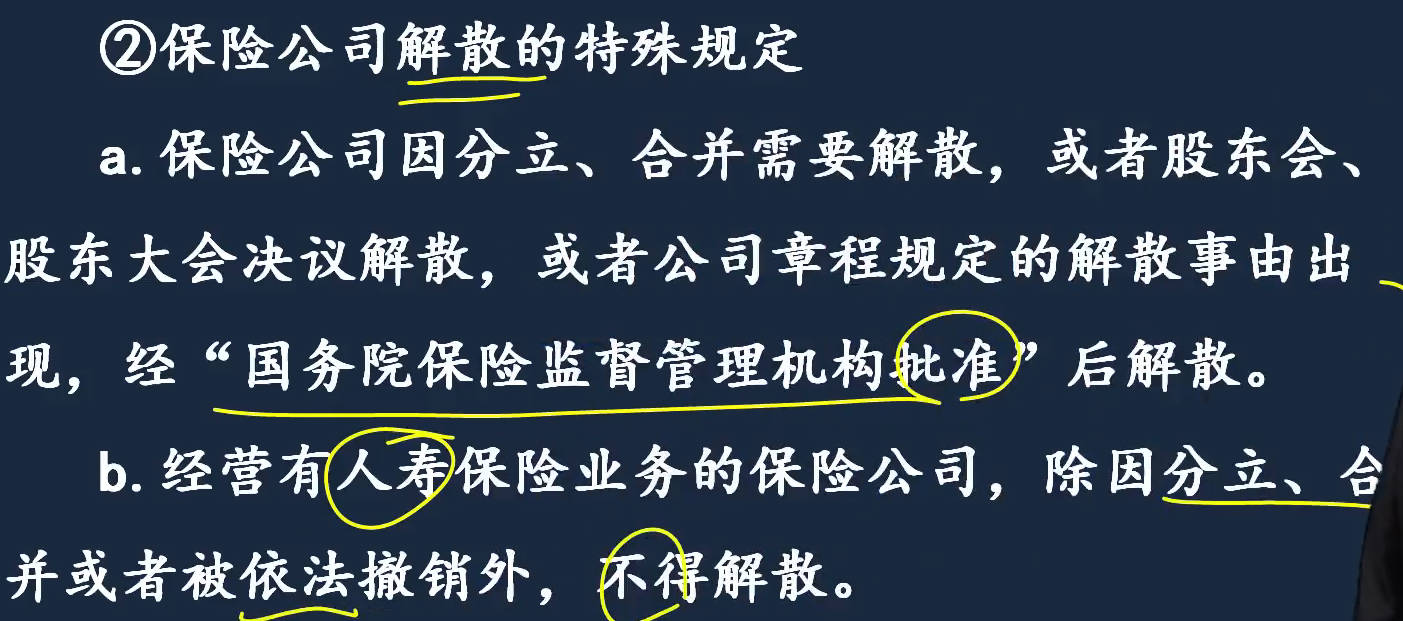 ②保险公司解散的特殊规定
a. 保险公司因分立、合并需要解散，或者股东会、
股东大会决议解散，或者公司章程规定的解散事由出
现，经“国务院保险监督管理机构批准”后解散。
b. 经营有人寿保险业务的保险公司，除因分立、合
并或者被依法撤销外，不得解散。